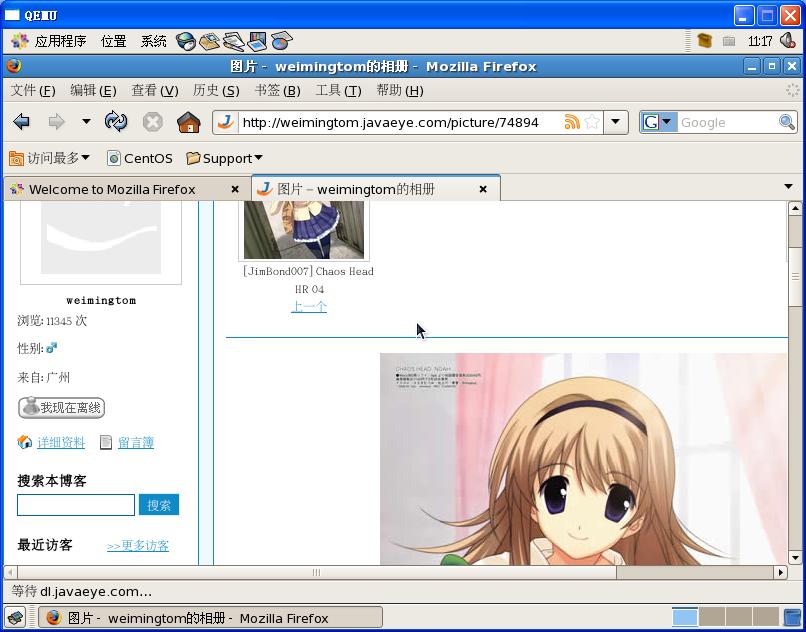 QEMU
应用程序 位置 系统 11:17
图片 - weimingtom的相册 - Mozilla Firefox
文件 (F) 编辑 (E) 查看 (V) 历史 (S) 书签 (B) 工具 (T) 帮助 (H)
http://weimingtom.javaeye.com/picture/74894 G Google
访问最多 CentOS Support
Welcome to Mozilla Firefox 图片 – weimingtom的相册
[JimBond007] Chaos Head
HR 04
上一个
weimingtom
浏览: 11345 次
性别:
来自: 广州
我现在离线
详细资料 留言簿
搜索本博客
搜索
最近访客 >>更多访客
CHAOS HEAD NOAH
等待 dl.javaeye.com...
图片 - weimingtom的相册 - Mozilla Firefox